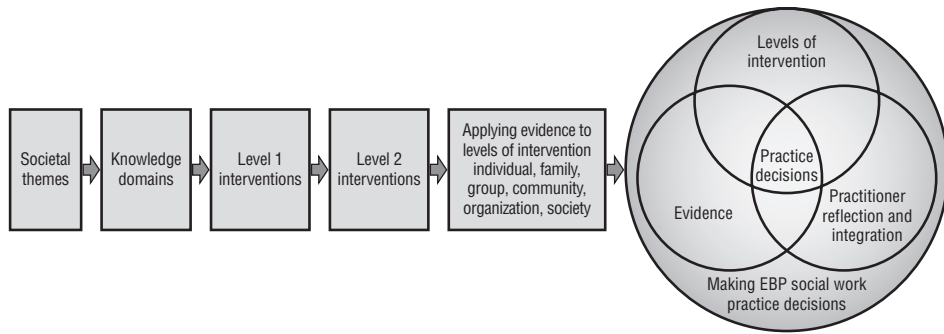 Societal
themes
Knowledge
domains
Level 1
interventions
Level 2
interventions
Applying evidence to
levels of intervention
individual, family,
group, community,
organization, society
Levels of
intervention
Practice
decisions
Evidence
Practitioner
reflection and
integration
Making EBP social work
practice decisions